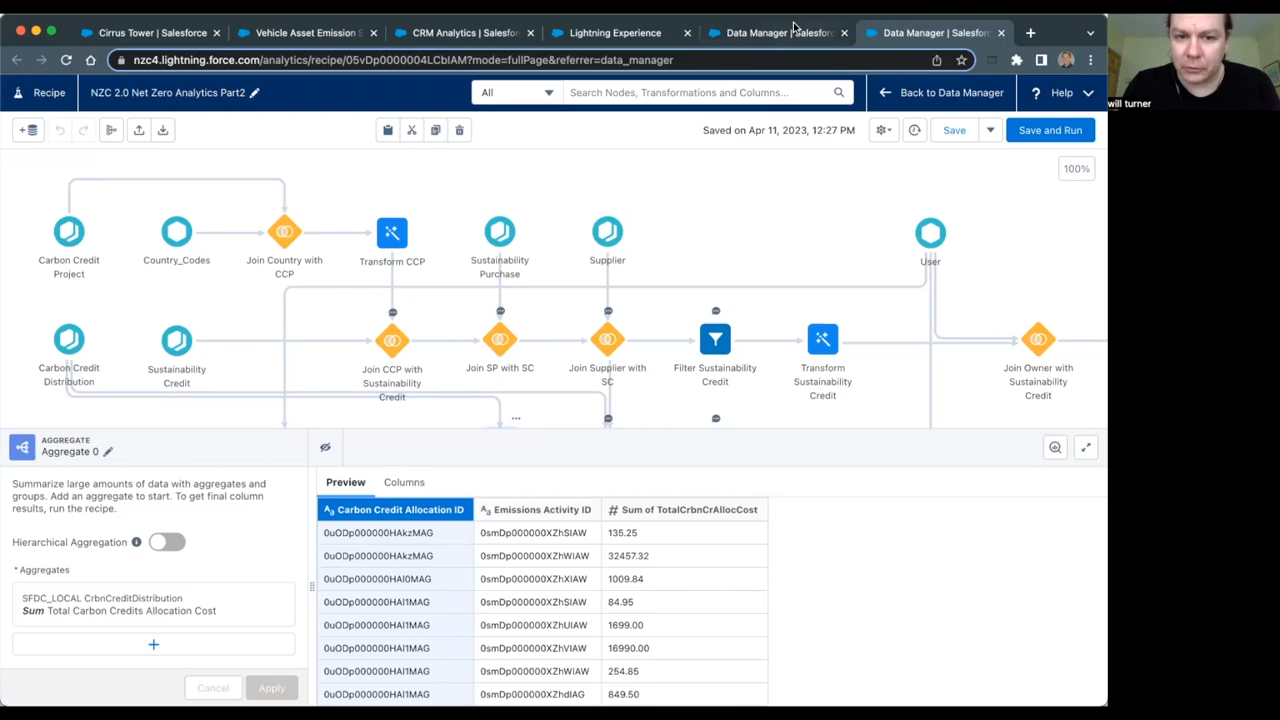 Cirrus Tower | Salesforce
Vehicle Asset Emission S
CRM Analytics | Salesfor
Lightning Experience
Data Manager | Salesforc
Data Manager | Salesforc
nzc4.lightning.force.com/analytics/recipe/05vDp0000004LCbIAM?mode=fullPage&referrer=data_manager
Recipe
NZC 2.0 Net Zero Analytics Part2
All
Search Nodes, Transformations and Columns...
Back to Data Manager
Help
will turner
Saved on Apr 11, 2023, 12:27 PM
Save
Save and Run
100%
Carbon Credit
Project
Country_Codes
Join Country with
CCP
Transform CCP
Sustainability
Purchase
Supplier
User
Carbon Credit
Distribution
Sustainability
Credit
Join CCP with
Sustainability
Credit
Join SP with SC
Join Supplier with
SC
Filter Sustainability
Credit
Transform
Sustainability
Credit
Join Owner with
Sustainability
Credit
AGGREGATE
Aggregate 0
Summarize large amounts of data with aggregates and
groups. Add an aggregate to start. To get final column
results, run the recipe.
Hierarchical Aggregation
* Aggregates
SFDC_LOCAL CrbnCreditDistribution
Sum Total Carbon Credits Allocation Cost
+
Cancel
Apply
Preview
Columns
Carbon Credit Allocation ID
Emissions Activity ID
Sum of TotalCrbnCrAllocCost
0uODp000000HAkzMAG 0smDp000000XZhSIAW 135.25
0uODp000000HAkzMAG 0smDp000000XZhWIAW 32457.32
0uODp000000HAl0MAG 0smDp000000XZhXIAW 1009.84
0uODp000000HAl1MAG 0smDp000000XZhSIAW 84.95
0uODp000000HAl1MAG 0smDp000000XZhUIAW 1699.00
0uODp000000HAl1MAG 0smDp000000XZhVIAW 16990.00
0uODp000000HAl1MAG 0smDp000000XZhWIAW 254.85
0uODp000000HAl1MAG 0smDp000000XZhdIAG 849.50